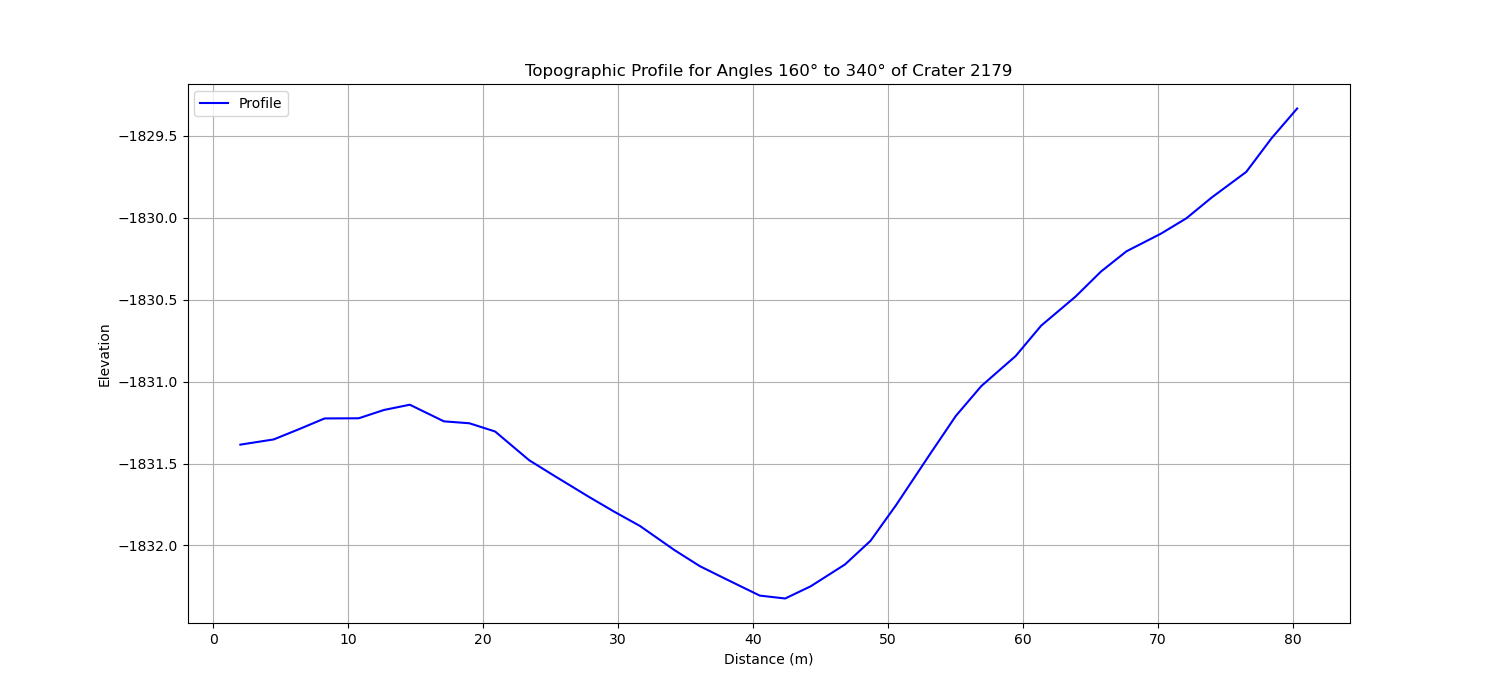 Topographic Profile for Angles 160° to 340° of Crater 2179
Profile
−1829.5
−1830.0
−1830.5
−1831.0
−1831.5
−1832.0
Elevation
0 10 20 30 40 50 60 70 80
Distance (m)